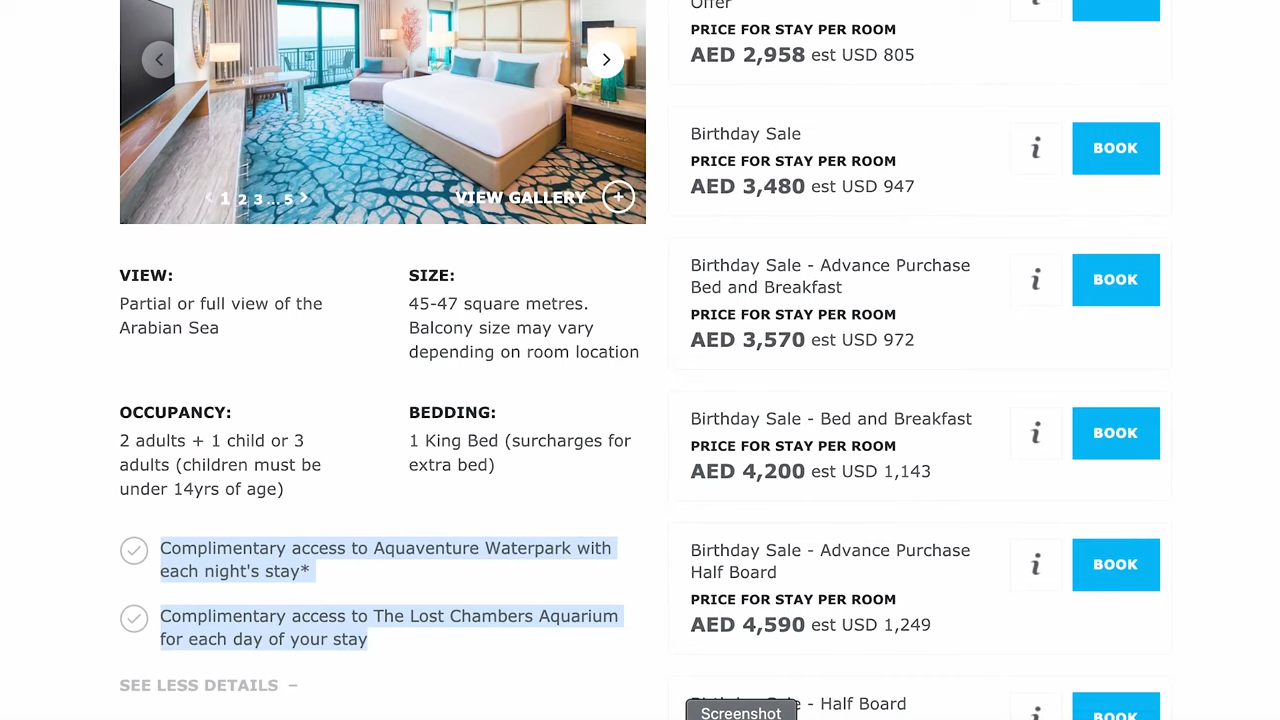 Offer
PRICE FOR STAY PER ROOM
AED 2,958 est USD 805
‹ 1 2 3 ... 5 ›
VIEW GALLERY +
Birthday Sale
PRICE FOR STAY PER ROOM
AED 3,480 est USD 947
i
BOOK
VIEW:
Partial or full view of the
Arabian Sea
SIZE:
45-47 square metres.
Balcony size may vary
depending on room location
Birthday Sale - Advance Purchase
Bed and Breakfast
PRICE FOR STAY PER ROOM
AED 3,570 est USD 972
i
BOOK
OCCUPANCY:
2 adults + 1 child or 3
adults (children must be
under 14yrs of age)
BEDDING:
1 King Bed (surcharges for
extra bed)
Birthday Sale - Bed and Breakfast
PRICE FOR STAY PER ROOM
AED 4,200 est USD 1,143
i
BOOK
Complimentary access to Aquaventure Waterpark with
each night's stay*
Complimentary access to The Lost Chambers Aquarium
for each day of your stay
SEE LESS DETAILS –
Birthday Sale - Advance Purchase
Half Board
PRICE FOR STAY PER ROOM
AED 4,590 est USD 1,249
i
BOOK
Birthday Sale - Half Board
i
BOOK
Screenshot